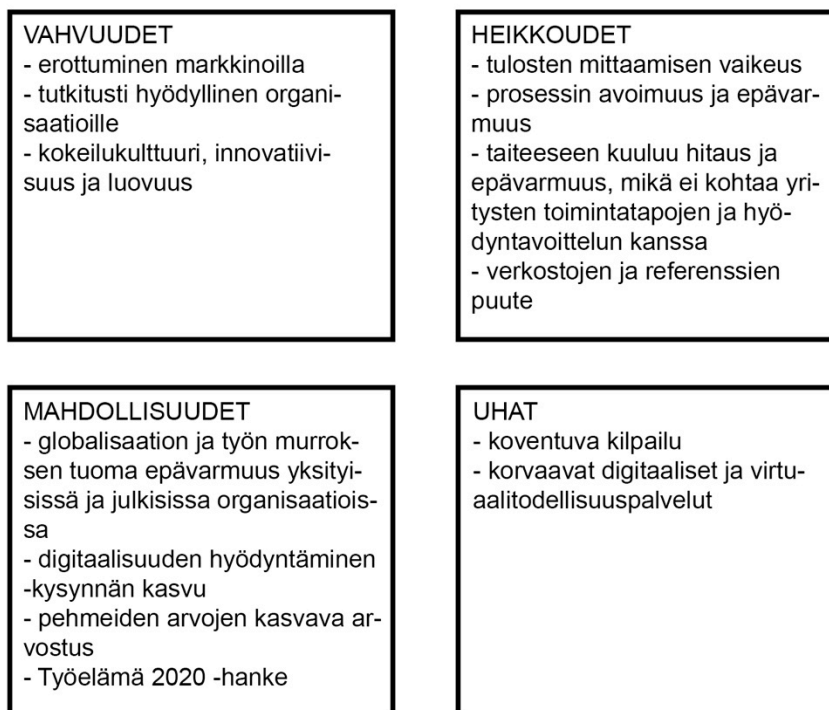 VAHVUUDET
- erottuminen markkinoilla
- tutkitusti hyödyllinen organi-
saatioille
- kokeilukulttuuri, innovatiivi-
suus ja luovuus
HEIKKOUDET
- tulosten mittaamisen vaikeus
- prosessin avoimuus ja epävar-
muus
- taiteeseen kuuluu hitaus ja
epävarmuus, mikä ei kohtaa yri-
tysten toimintatapojen ja hyö-
dyntavoittelun kanssa
- verkostojen ja referenssien
puute
MAHDOLLISUUDET
- globalisaation ja työn murrok-
sen tuoma epävarmuus yksityi-
sissä ja julkisissa organisaatiois-
sa
- digitaalisuuden hyödyntäminen
-kysynnän kasvu
- pehmeiden arvojen kasvava ar-
vostus
- Työelämä 2020 -hanke
UHAT
- koventuva kilpailu
- korvaavat digitaaliset ja virtu-
aalitodellisuuspalvelut